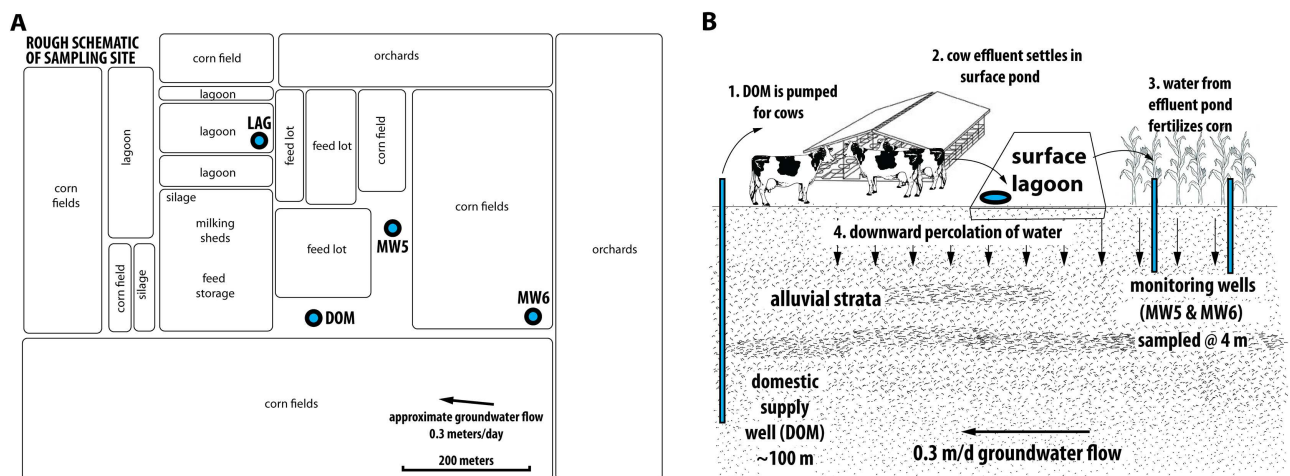 A
ROUGH SCHEMATIC
OF SAMPLING SITE
corn field
orchards
lagoon
lagoon
LAG
lagoon
lagoon
feed lot
feed lot
corn field
corn
fields
corn fields
orchards
silage
milking
sheds
feed
storage
corn field
silage
feed lot
MW5
MW6
DOM
corn fields
approximate groundwater flow
0.3 meters/day
200 meters
B
1. DOM is pumped
for cows
2. cow effluent settles in
surface pond
3. water from
effluent pond
fertilizes corn
surface
lagoon
4. downward percolation of water
alluvial strata
monitoring wells
(MW5 & MW6)
sampled @ 4 m
domestic
supply
well (DOM)
~100 m
0.3 m/d groundwater flow